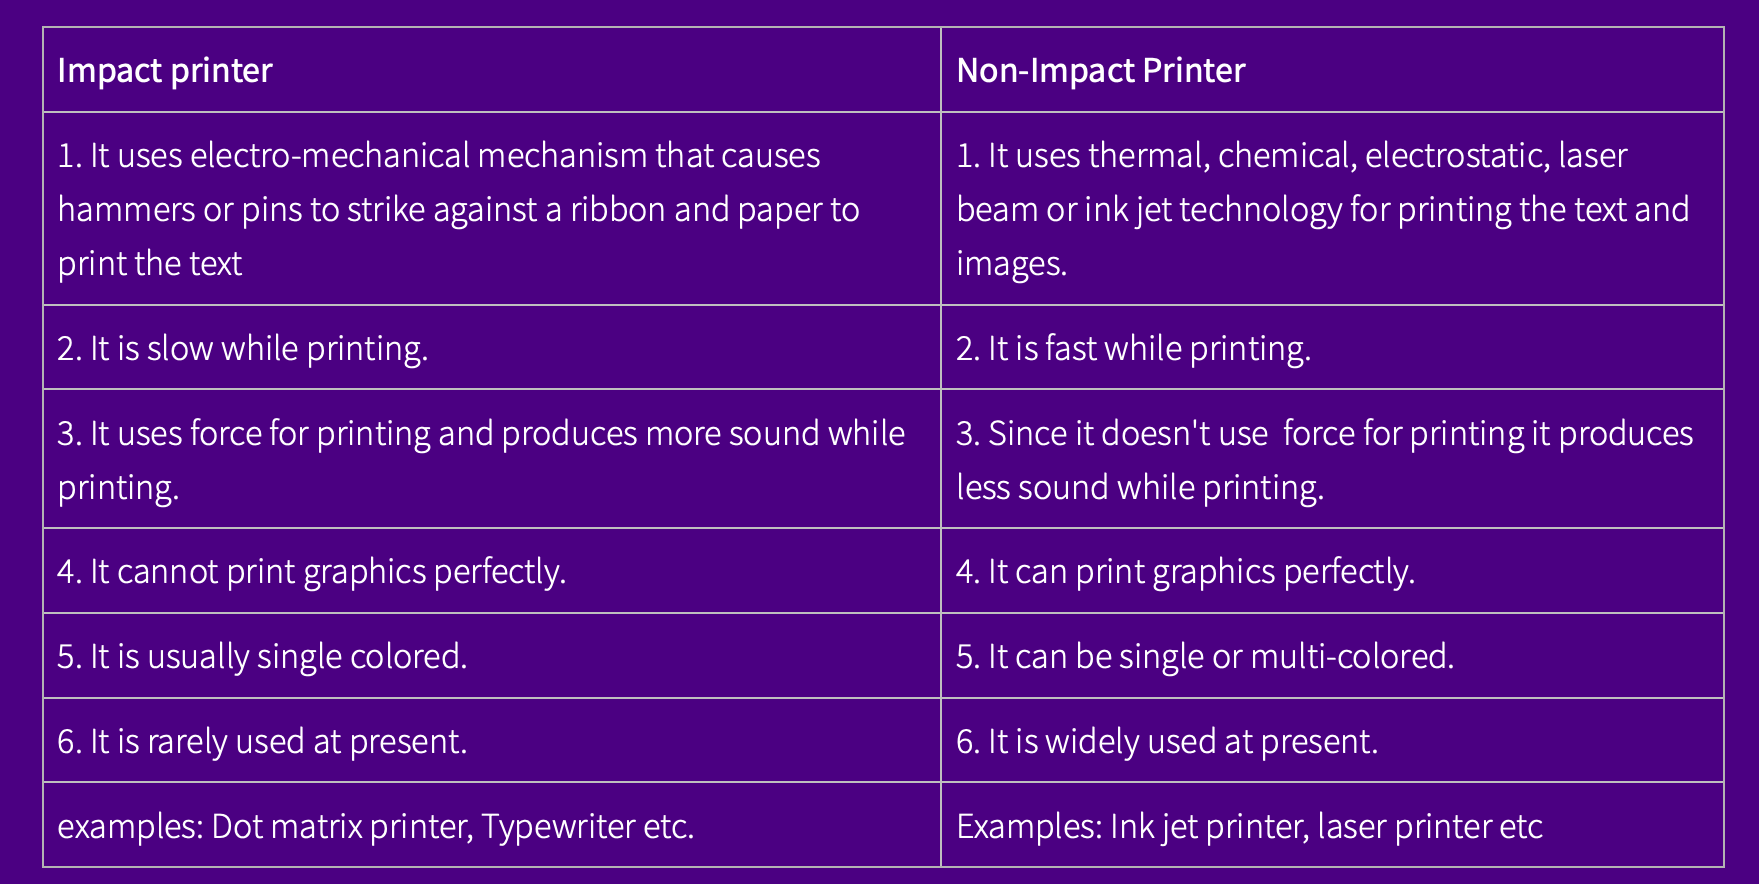 Impact printer
Non-Impact Printer
1. It uses electro-mechanical mechanism that causes
hammers or pins to strike against a ribbon and paper to
print the text
1. It uses thermal, chemical, electrostatic, laser
beam or ink jet technology for printing the text and
images.
2. It is slow while printing.
2. It is fast while printing.
3. It uses force for printing and produces more sound while
printing.
3. Since it doesn't use  force for printing it produces
less sound while printing.
4. It cannot print graphics perfectly.
4. It can print graphics perfectly.
5. It is usually single colored.
5. It can be single or multi-colored.
6. It is rarely used at present.
6. It is widely used at present.
examples: Dot matrix printer, Typewriter etc.
Examples: Ink jet printer, laser printer etc